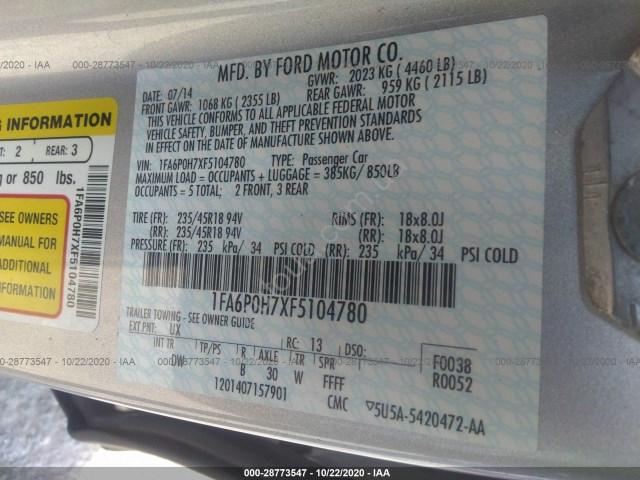 000-28773547 - 10/22/2020 - IAA
MFD. BY FORD MOTOR CO.
DATE: 07/14 GVWR: 2023 KG ( 4460 LB)
FRONT GAWR: 1068 KG ( 2355 LB) REAR GAWR: 959 KG ( 2115 LB)
THIS VEHICLE CONFORMS TO ALL APPLICABLE FEDERAL MOTOR
VEHICLE SAFETY, BUMPER, AND THEFT PREVENTION STANDARDS
IN EFFECT ON THE DATE OF MANUFACTURE SHOWN ABOVE.
VIN: 1FA6P0H7XF5104780 TYPE: Passenger Car
MAXIMUM LOAD = OCCUPANTS + LUGGAGE = 385KG/ 850LB
OCCUPANTS = 5 TOTAL; 2 FRONT, 3 REAR
TIRE (FR): 235/45R18 94V RIMS (FR): 18x8.0J
(RR): 235/45R18 94V (RR): 18x8.0J
PRESSURE (FR): 235 kPa/ 34 PSI COLD (RR): 235 kPa/ 34 PSI COLD
1FA6P0H7XF5104780
TRAILER TOWING - SEE OWNER GUIDE
EXT.PNT: UX RC: 13 DSO:
INT TR TP/PS R AXLE TR SPR F0038
DW B 30 W FFFF R0052
1201407157901
CMC ▽5U5A-5420472-AA
G INFORMATION
T: 2 REAR: 3
g or 850 lbs.
SEE OWNERS
MANUAL FOR
ADDITIONAL
INFORMATION
1FA6P0H7XF5104780
000-28773547 - 10/22/2020 - IAA